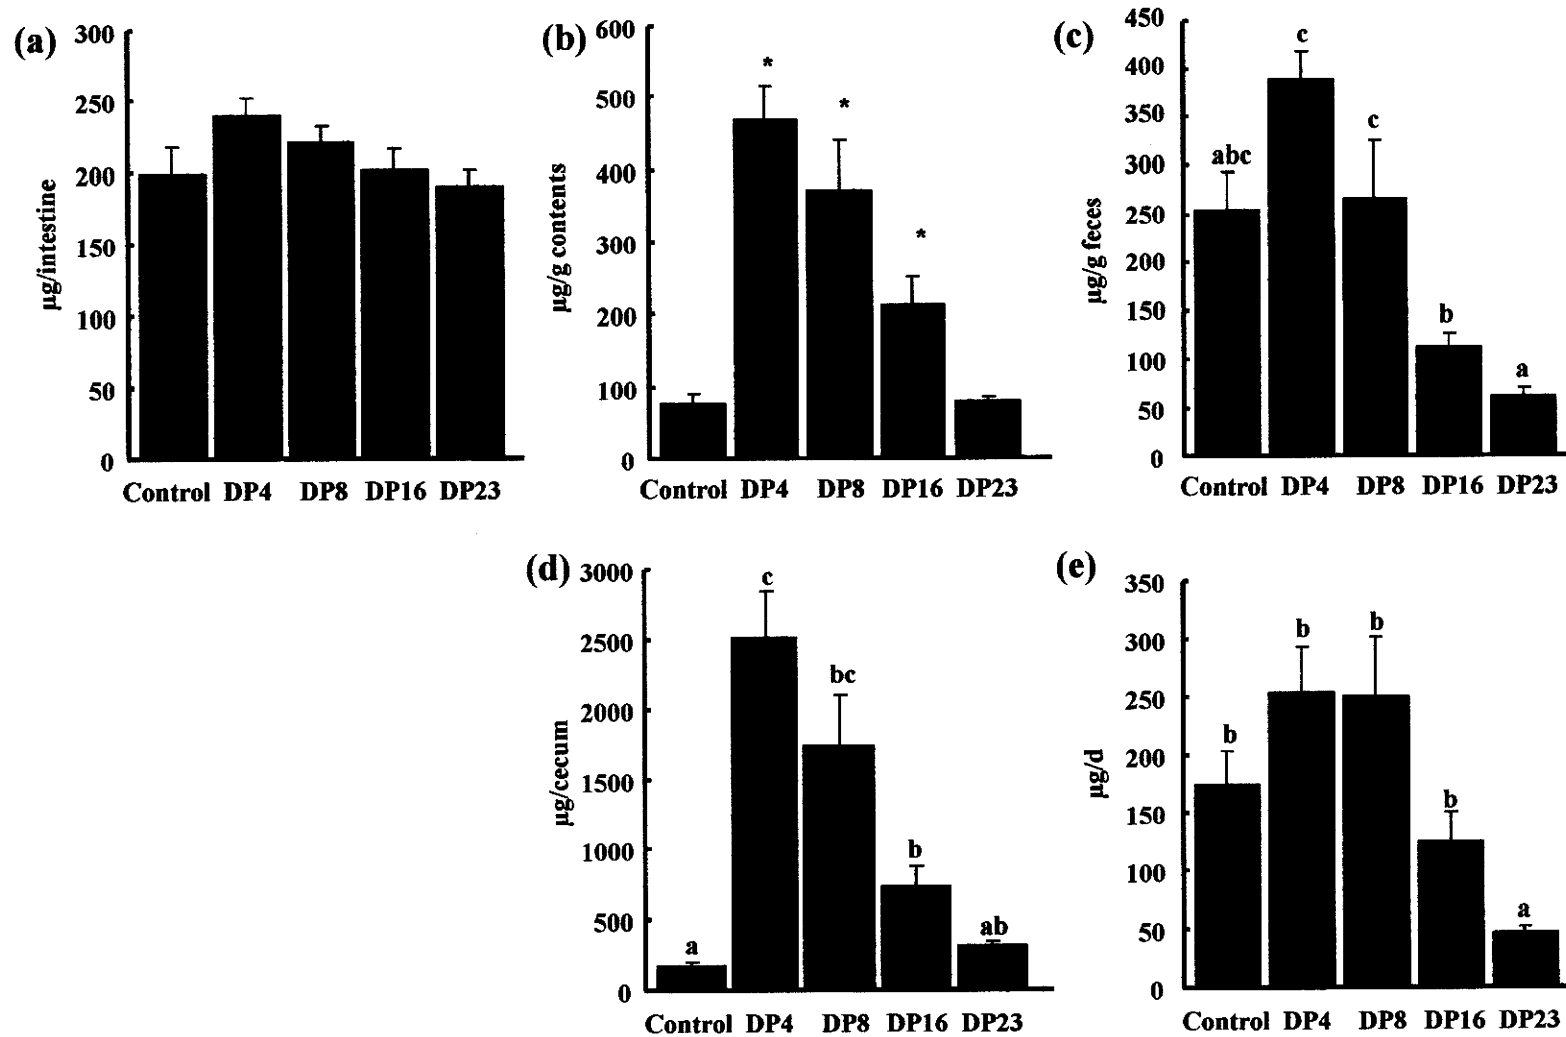 (a)
300
250
200
150
100
50
0
µg/intestine
Control DP4 DP8 DP16 DP23
(b)
600
500
400
300
200
100
0
µg/g contents
*
*
*
Control DP4 DP8 DP16 DP23
(c)
450
400
350
300
250
200
150
100
50
0
µg/g feces
abc
c
c
b
a
Control DP4 DP8 DP16 DP23
(d)
3000
2500
2000
1500
1000
500
0
µg/cecum
a
c
bc
b
ab
Control DP4 DP8 DP16 DP23
(e)
350
300
250
200
150
100
50
0
µg/d
b
b
b
b
a
Control DP4 DP8 DP16 DP23